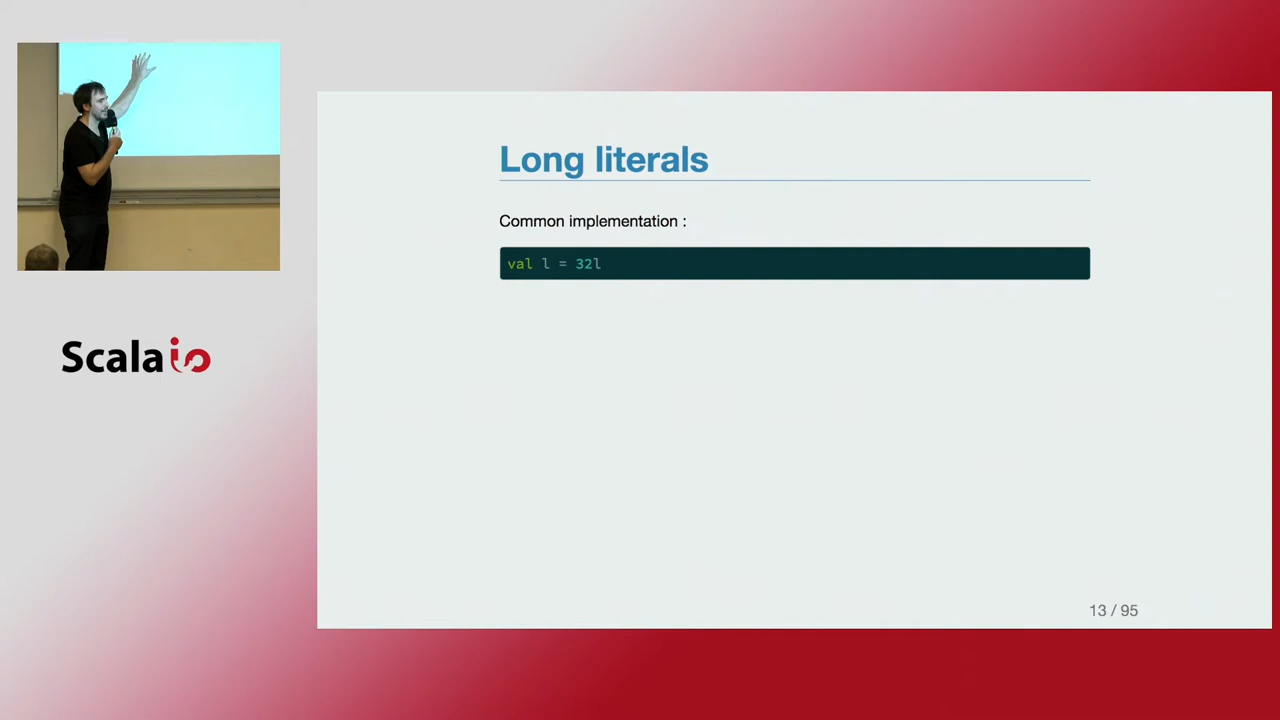 Long literals
Common implementation :
val l = 32l
Scala io
13 / 95